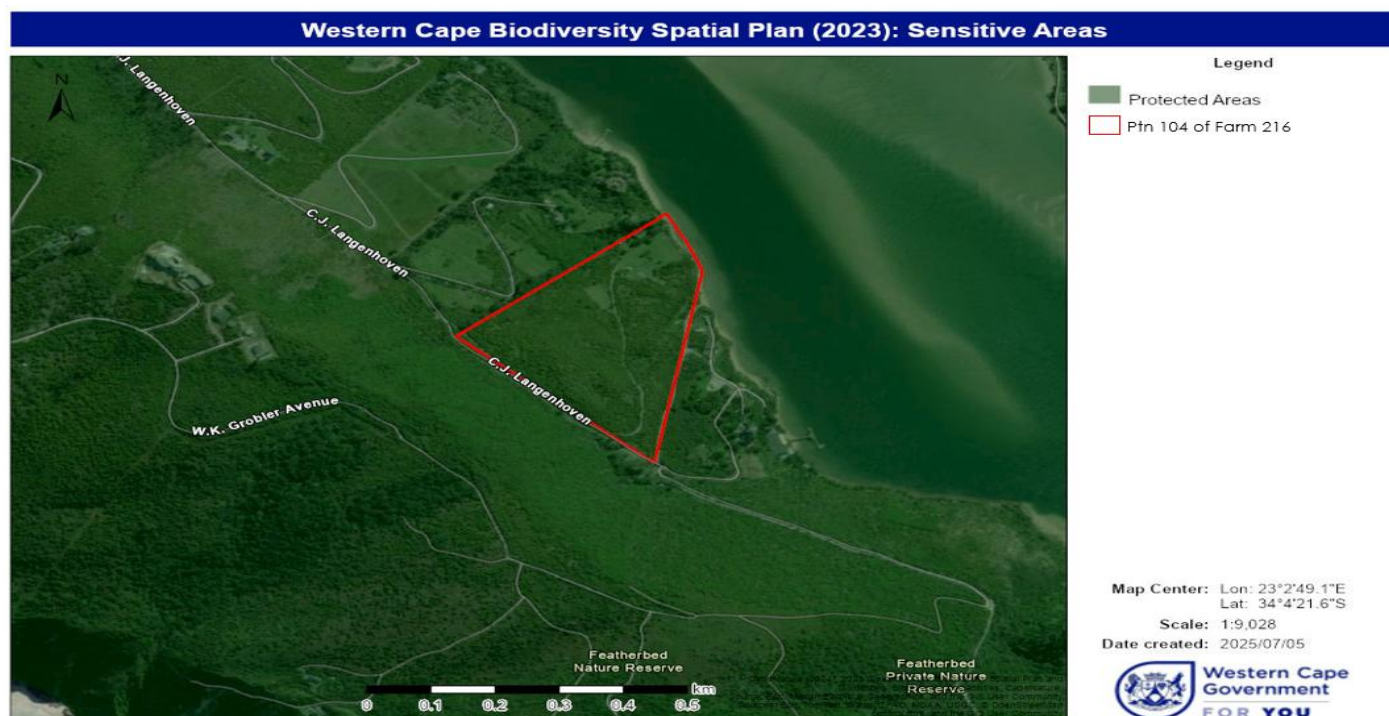 Western Cape Biodiversity Spatial Plan (2023): Sensitive Areas
N
C.J. Langenhoven
C.J. Langenhoven
C.J. Langenhoven
W.K. Grobler Avenue
Featherbed
Nature Reserve
Featherbed
Private Nature
Reserve
km
0 0.1 0.2 0.3 0.4 0.5
Legend
Protected Areas
Ptn 104 of Farm 216
Map Center: Lon: 23°2'49.1"E
Lat: 34°4'21.6"S
Scale: 1:9,028
Date created: 2025/07/05
Western Cape
Government
FOR YOU